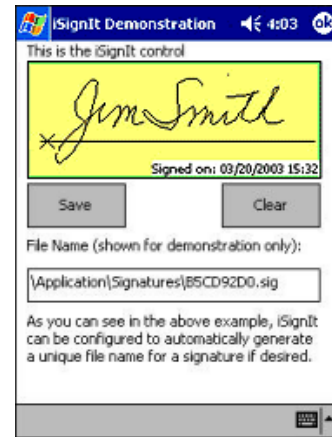 iSignIt Demonstration 4:03 ok
This is the iSignIt control
Jim Smith
X
Signed on: 03/20/2003 15:32
Save Clear
File Name (shown for demonstration only):
\Application\Signatures\B5CD92D0.sig
As you can see in the above
example, iSignIt
can be configured to automatically generate
a unique file name for a signature if desired.